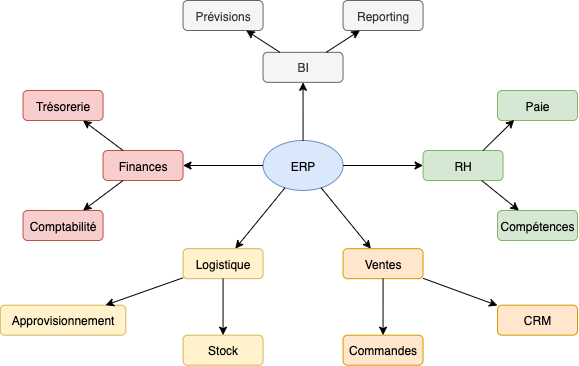 Prévisions
Reporting
BI
Trésorerie
Paie
Finances
ERP
RH
Comptabilité
Compétences
Logistique
Ventes
Approvisionnement
CRM
Stock
Commandes